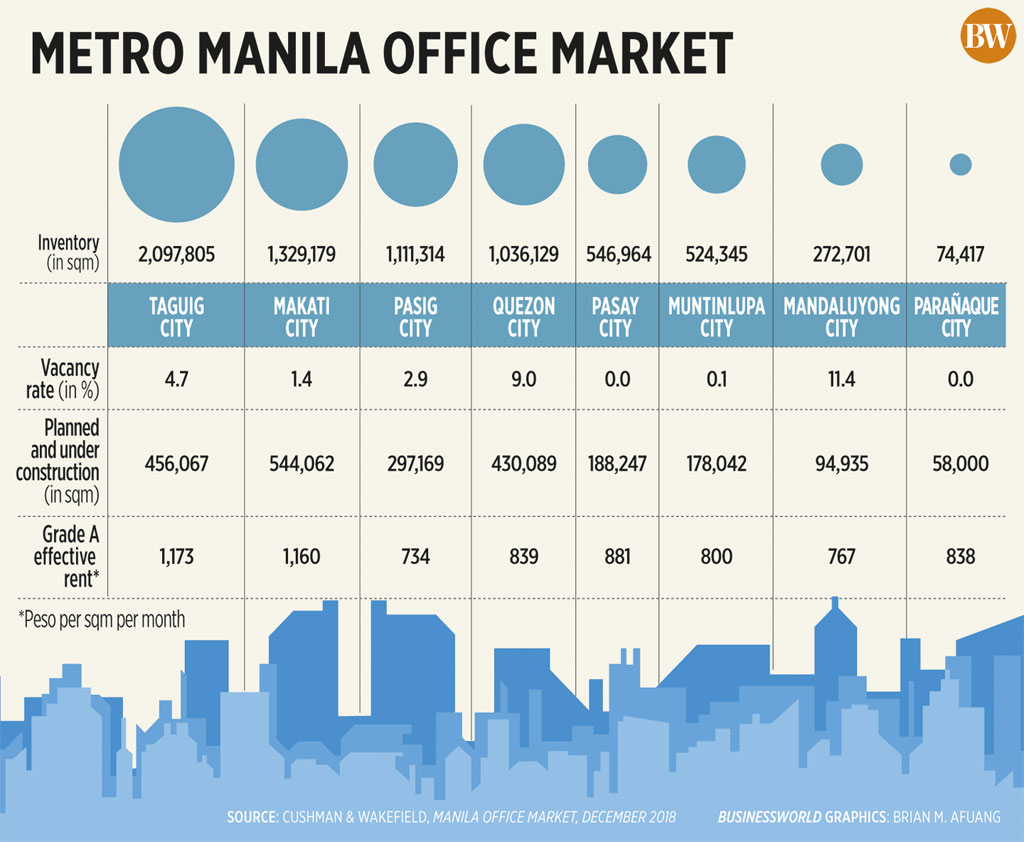 METRO MANILA OFFICE MARKET
BW
Inventory
(in sqm)
2,097,805 1,329,179 1,111,314 1,036,129 546,964 524,345 272,701 74,417
TAGUIG CITY MAKATI CITY PASIG CITY QUEZON CITY PASAY CITY MUNTINLUPA CITY MANDALUYONG CITY PARAÑAQUE CITY
Vacancy
rate (in %)
4.7 1.4 2.9 9.0 0.0 0.1 11.4 0.0
Planned
and under
construction
(in sqm)
456,067 544,062 297,169 430,089 188,247 178,042 94,935 58,000
Grade A
effective
rent*
1,173 1,160 734 839 881 800 767 838
*Peso per sqm per month
SOURCE: CUSHMAN & WAKEFIELD, MANILA OFFICE MARKET, DECEMBER 2018
BUSINESSWORLD GRAPHICS: BRIAN M. AFUANG